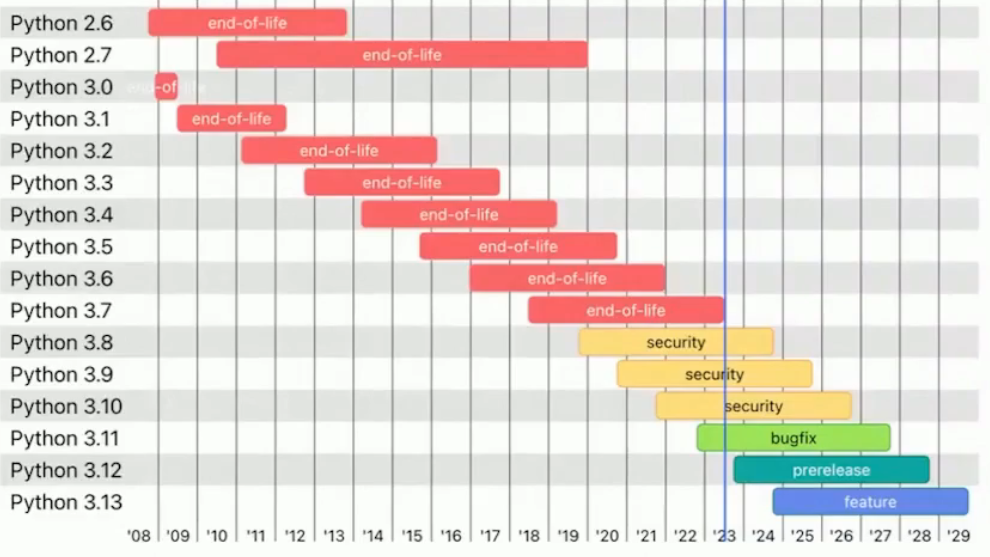 Python 2.6 end-of-life
Python 2.7 end-of-life
Python 3.0 end-of-life
Python 3.1 end-of-life
Python 3.2 end-of-life
Python 3.3 end-of-life
Python 3.4 end-of-life
Python 3.5 end-of-life
Python 3.6 end-of-life
Python 3.7 end-of-life
Python 3.8 security
Python 3.9 security
Python 3.10 security
Python 3.11 bugfix
Python 3.12 prerelease
Python 3.13 feature
'08 '09 '10 '11 '12 '13 '14 '15 '16 '17 '18 '19 '20 '21 '22 '23 '24 '25 '26 '27 '28 '29